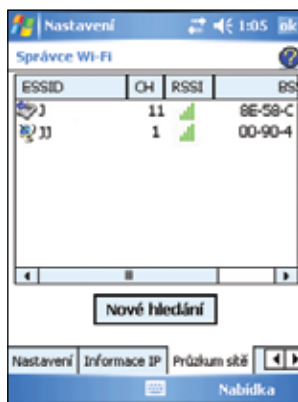 Nastavení 1:05 ok
Správce Wi-Fi
ESSID CH RSSI BS
J 11 8E-58-C
JJ 1 00-90-4
Nové hledání
Nastavení Informace IP Průzkum sítě
Nabídka